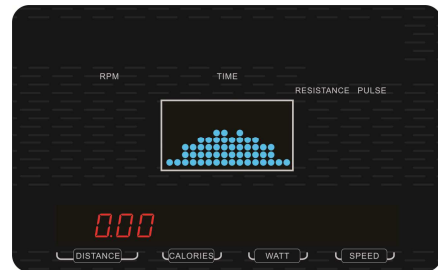 RPM TIME
RESISTANCE PULSE
0.00
DISTANCE CALORIES WATT SPEED